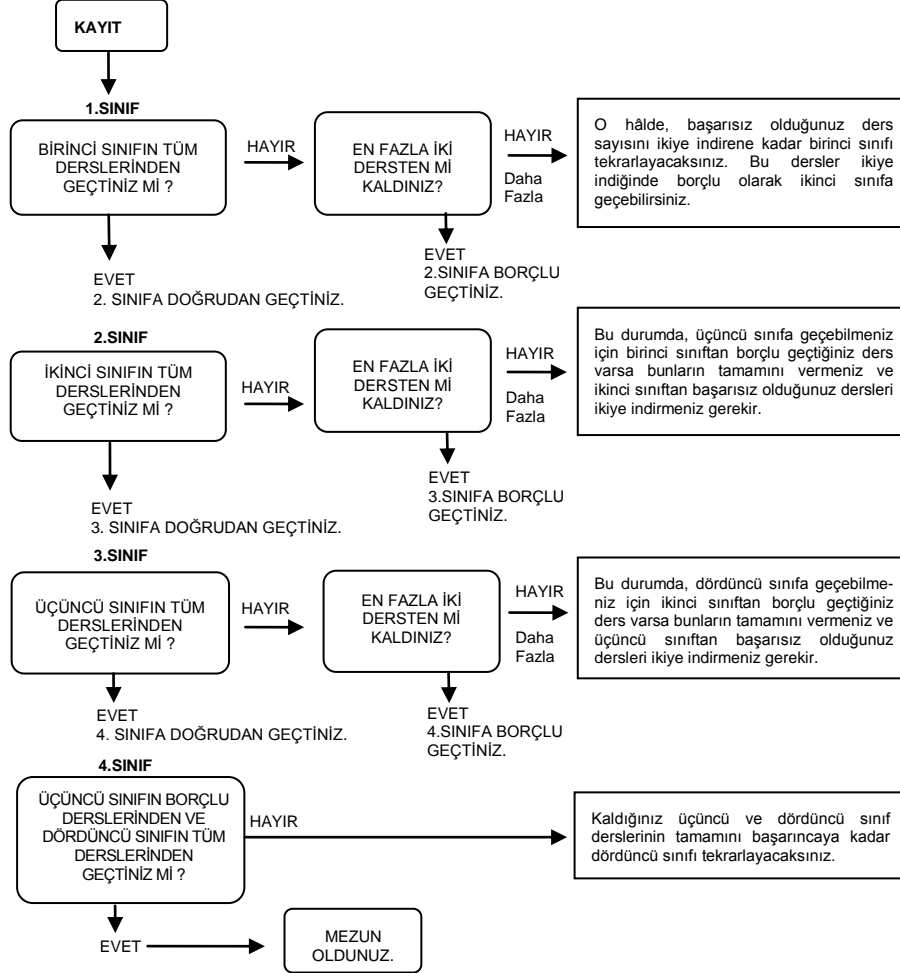 KAYIT
1.SINIF
BİRİNCİ SINIFIN TÜM
DERSLERİNDEN
GEÇTİNİZ Mİ ?
HAYIR
EN FAZLA İKİ
DERSTEN Mİ
KALDINIZ?
HAYIR
Daha
Fazla
O hâlde, başarısız olduğunuz ders
sayısını ikiye indirene kadar birinci sınıfı
tekrarlayacaksınız. Bu dersler ikiye
indiğinde borçlu olarak ikinci sınıfa
geçebilirsiniz.
EVET
2. SINIFA DOĞRUDAN GEÇTİNİZ.
EVET
2.SINIFA BORÇLU
GEÇTİNİZ.
2.SINIF
İKİNCİ SINIFIN TÜM
DERSLERİNDEN
GEÇTİNİZ Mİ ?
HAYIR
EN FAZLA İKİ
DERSTEN Mİ
KALDINIZ?
HAYIR
Daha
Fazla
Bu durumda, üçüncü sınıfa geçebilmeniz
için birinci sınıftan borçlu geçtiğiniz ders
varsa bunların tamamını vermeniz ve
ikinci sınıftan başarısız olduğunuz dersleri
ikiye indirmeniz gerekir.
EVET
3. SINIFA DOĞRUDAN GEÇTİNİZ.
EVET
3.SINIFA BORÇLU
GEÇTİNİZ.
3.SINIF
ÜÇÜNCÜ SINIFIN TÜM
DERSLERİNDEN
GEÇTİNİZ Mİ ?
HAYIR
EN FAZLA İKİ
DERSTEN Mİ
KALDINIZ?
HAYIR
Daha
Fazla
Bu durumda, dördüncü sınıfa geçebilme-
niz için ikinci sınıftan borçlu geçtiğiniz
ders varsa bunların tamamını vermeniz ve
üçüncü sınıftan başarısız olduğunuz
dersleri ikiye indirmeniz gerekir.
EVET
4. SINIFA DOĞRUDAN GEÇTİNİZ.
EVET
4.SINIFA BORÇLU
GEÇTİNİZ.
4.SINIF
ÜÇÜNCÜ SINIFIN BORÇLU
DERSLERİNDEN VE
DÖRDÜNCÜ SINIFIN TÜM
DERSLERİNDEN
GEÇTİNİZ Mİ ?
HAYIR
Kaldığınız üçüncü ve dördüncü sınıf
derslerinin tamamını başarıncaya kadar
dördüncü sınıfı tekrarlayacaksınız.
EVET
MEZUN
OLDUNUZ.